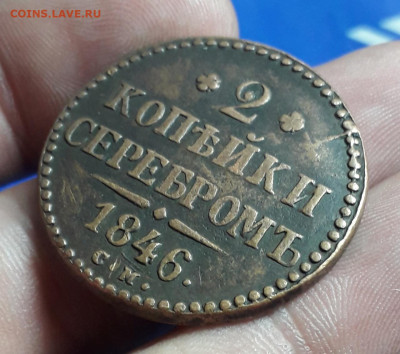 COINS.LAVE.RU
* 2 *
КОПѢЙКИ
СЕРЕБРОМЪ
1846.
С.М.